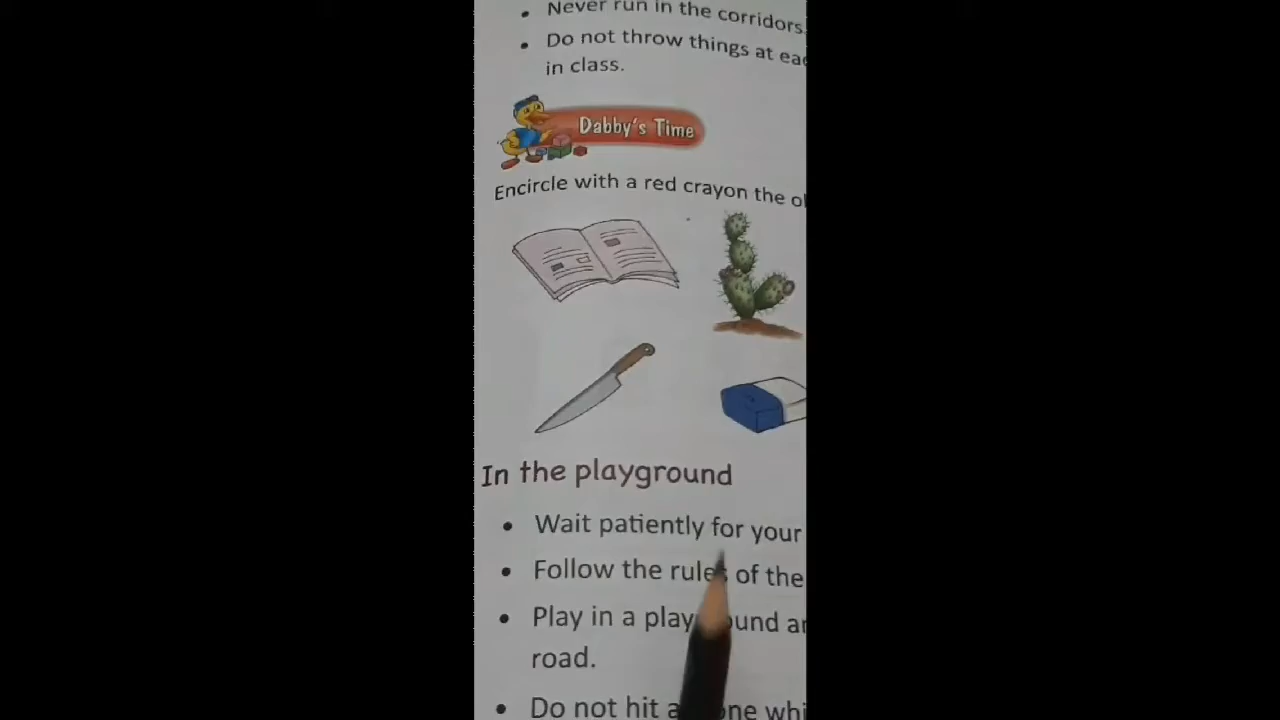 • Never run in the corridors.
• Do not throw things at
in class.
Dabby's Time
Encircle with a red crayon the
In the playground
• Wait patiently for your
• Follow the rules of the
• Play in a playground
road.
• Do not hit